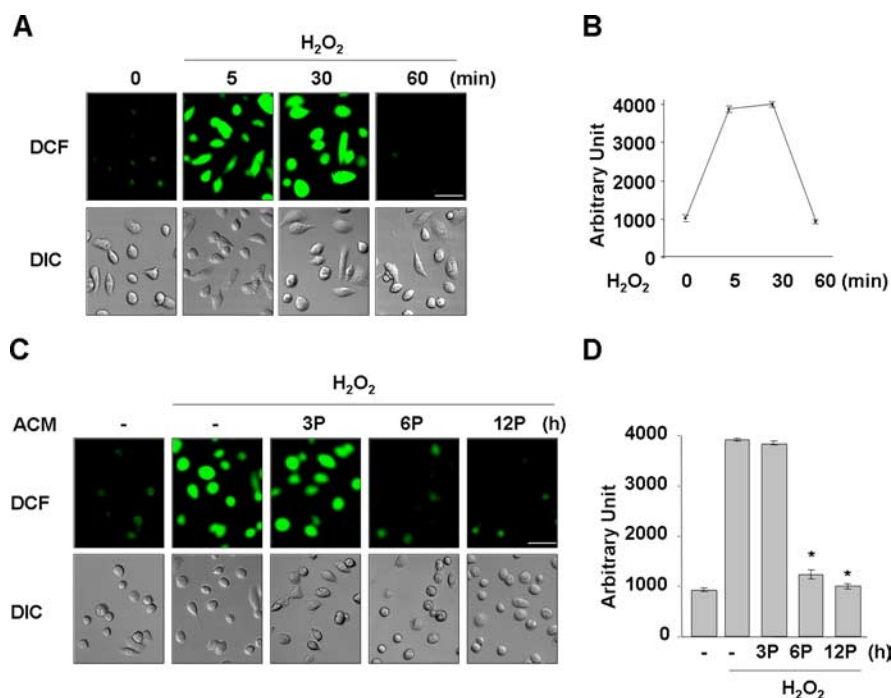 A
H₂O₂
0 5 30 60 (min)
DCF
DIC
B
Arbitrary Unit
4000
3000
2000
1000
0
H₂O₂ 0 5 30 60 (min)
C
H₂O₂
ACM - - 3P 6P 12P (h)
DCF
DIC
D
Arbitrary Unit
4000
3000
2000
1000
0
* *
- - 3P 6P 12P (h)
H₂O₂